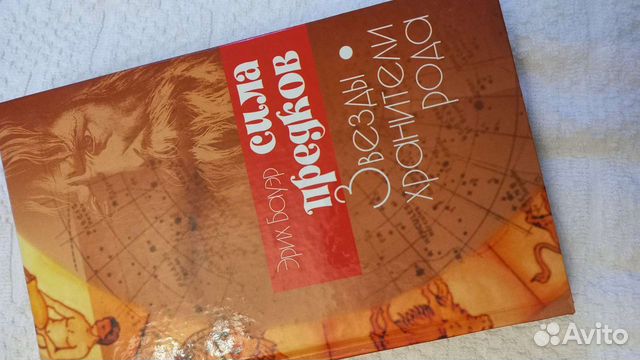 Эрих Бауэр
сила
предков
Звезды •
хранители
рода
Avito